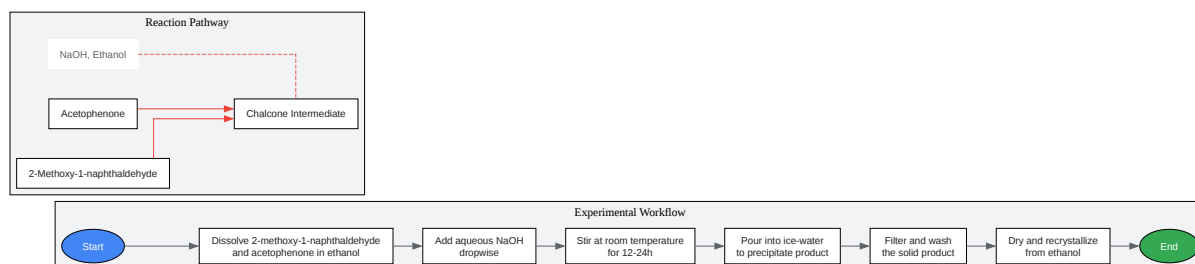 Reaction Pathway
NaOH, Ethanol
Acetophenone
Chalcone Intermediate
2-Methoxy-1-naphthaldehyde
Experimental Workflow
Start
Dissolve 2-methoxy-1-naphthaldehyde
and acetophenone in ethanol
Add aqueous NaOH
dropwise
Stir at room temperature
for 12-24h
Pour into ice-water
to precipitate product
Filter and wash
the solid product
Dry and recrystallize
from ethanol
End